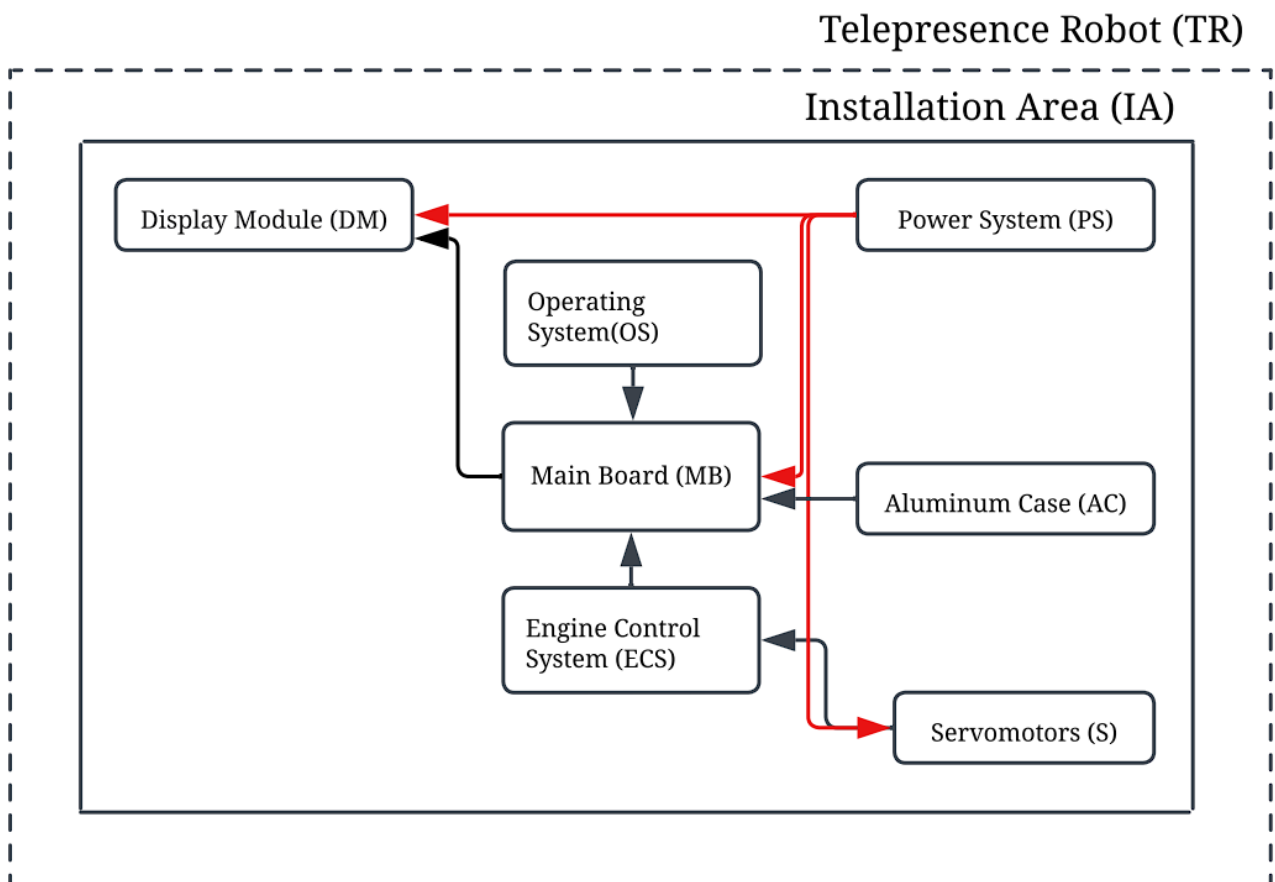 Telepresence Robot (TR)
Installation Area (IA)
Display Module (DM)
Power System (PS)
Operating
System(OS)
Main Board (MB)
Aluminum Case (AC)
Engine Control
System (ECS)
Servomotors (S)